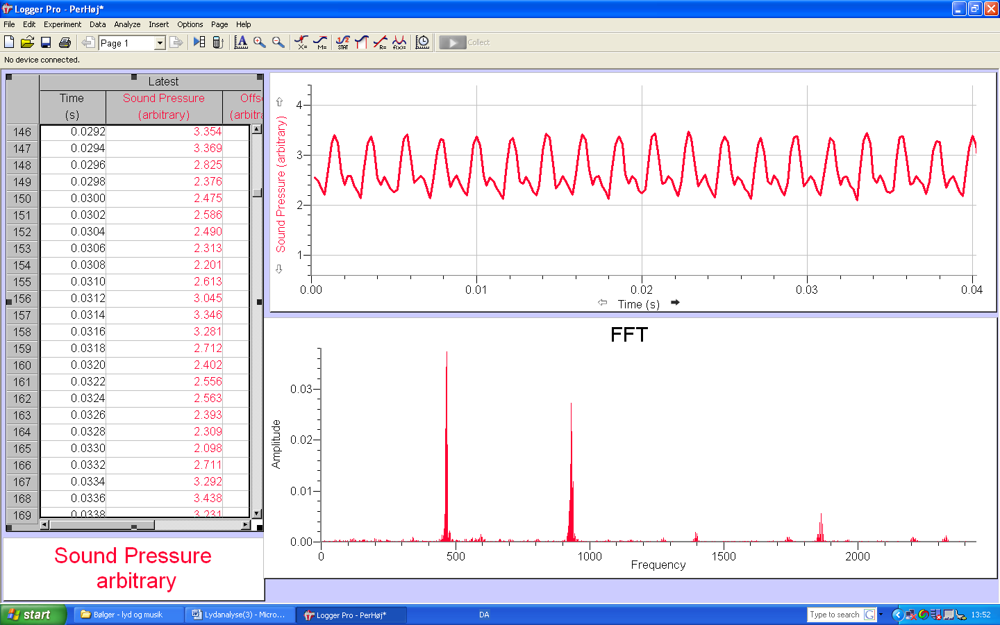 Logger Pro - PerHøj*
File Edit Experiment Data Analyze Insert Options Page Help
Page 1
X= M= STAT R= f(x)= Collect
No device connected.
Latest
Time Sound Pressure Offs
(s) (arbitrary) (arbitra
146 0.0292 3.354
147 0.0294 3.369
148 0.0296 2.825
149 0.0298 2.376
150 0.0300 2.475
151 0.0302 2.586
152 0.0304 2.490
153 0.0306 2.313
154 0.0308 2.201
155 0.0310 2.613
156 0.0312 3.045
157 0.0314 3.346
158 0.0316 3.281
159 0.0318 2.712
160 0.0320 2.402
161 0.0322 2.556
162 0.0324 2.563
163 0.0326 2.393
164 0.0328 2.309
165 0.0330 2.098
166 0.0332 2.711
167 0.0334 3.292
168 0.0336 3.438
169 0.0338 3.231
Sound Pressure
arbitrary
Sound Pressure (arbitrary)
4
3
2
1
0.00 0.01 0.02 0.03 0.04
Time (s)
FFT
Amplitude
0.03
0.02
0.01
0.00
0 500 1000 1500 2000
Frequency
start Bølger - lyd og musik Lydanalyse(3) - Micro... Logger Pro - PerHøj* DA Type to search G 13:52